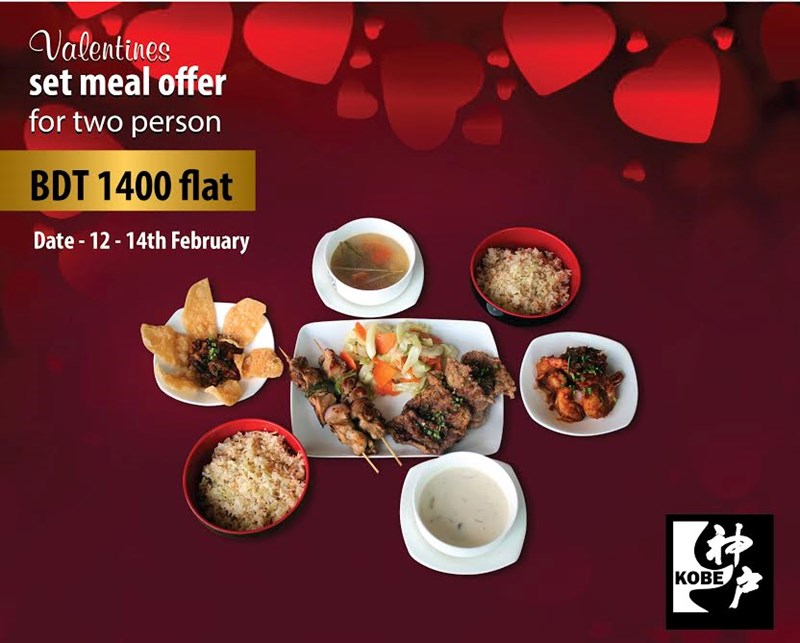 Valentines
set meal offer
for two person
BDT 1400 flat
Date - 12 - 14th February
神戸
KOBE